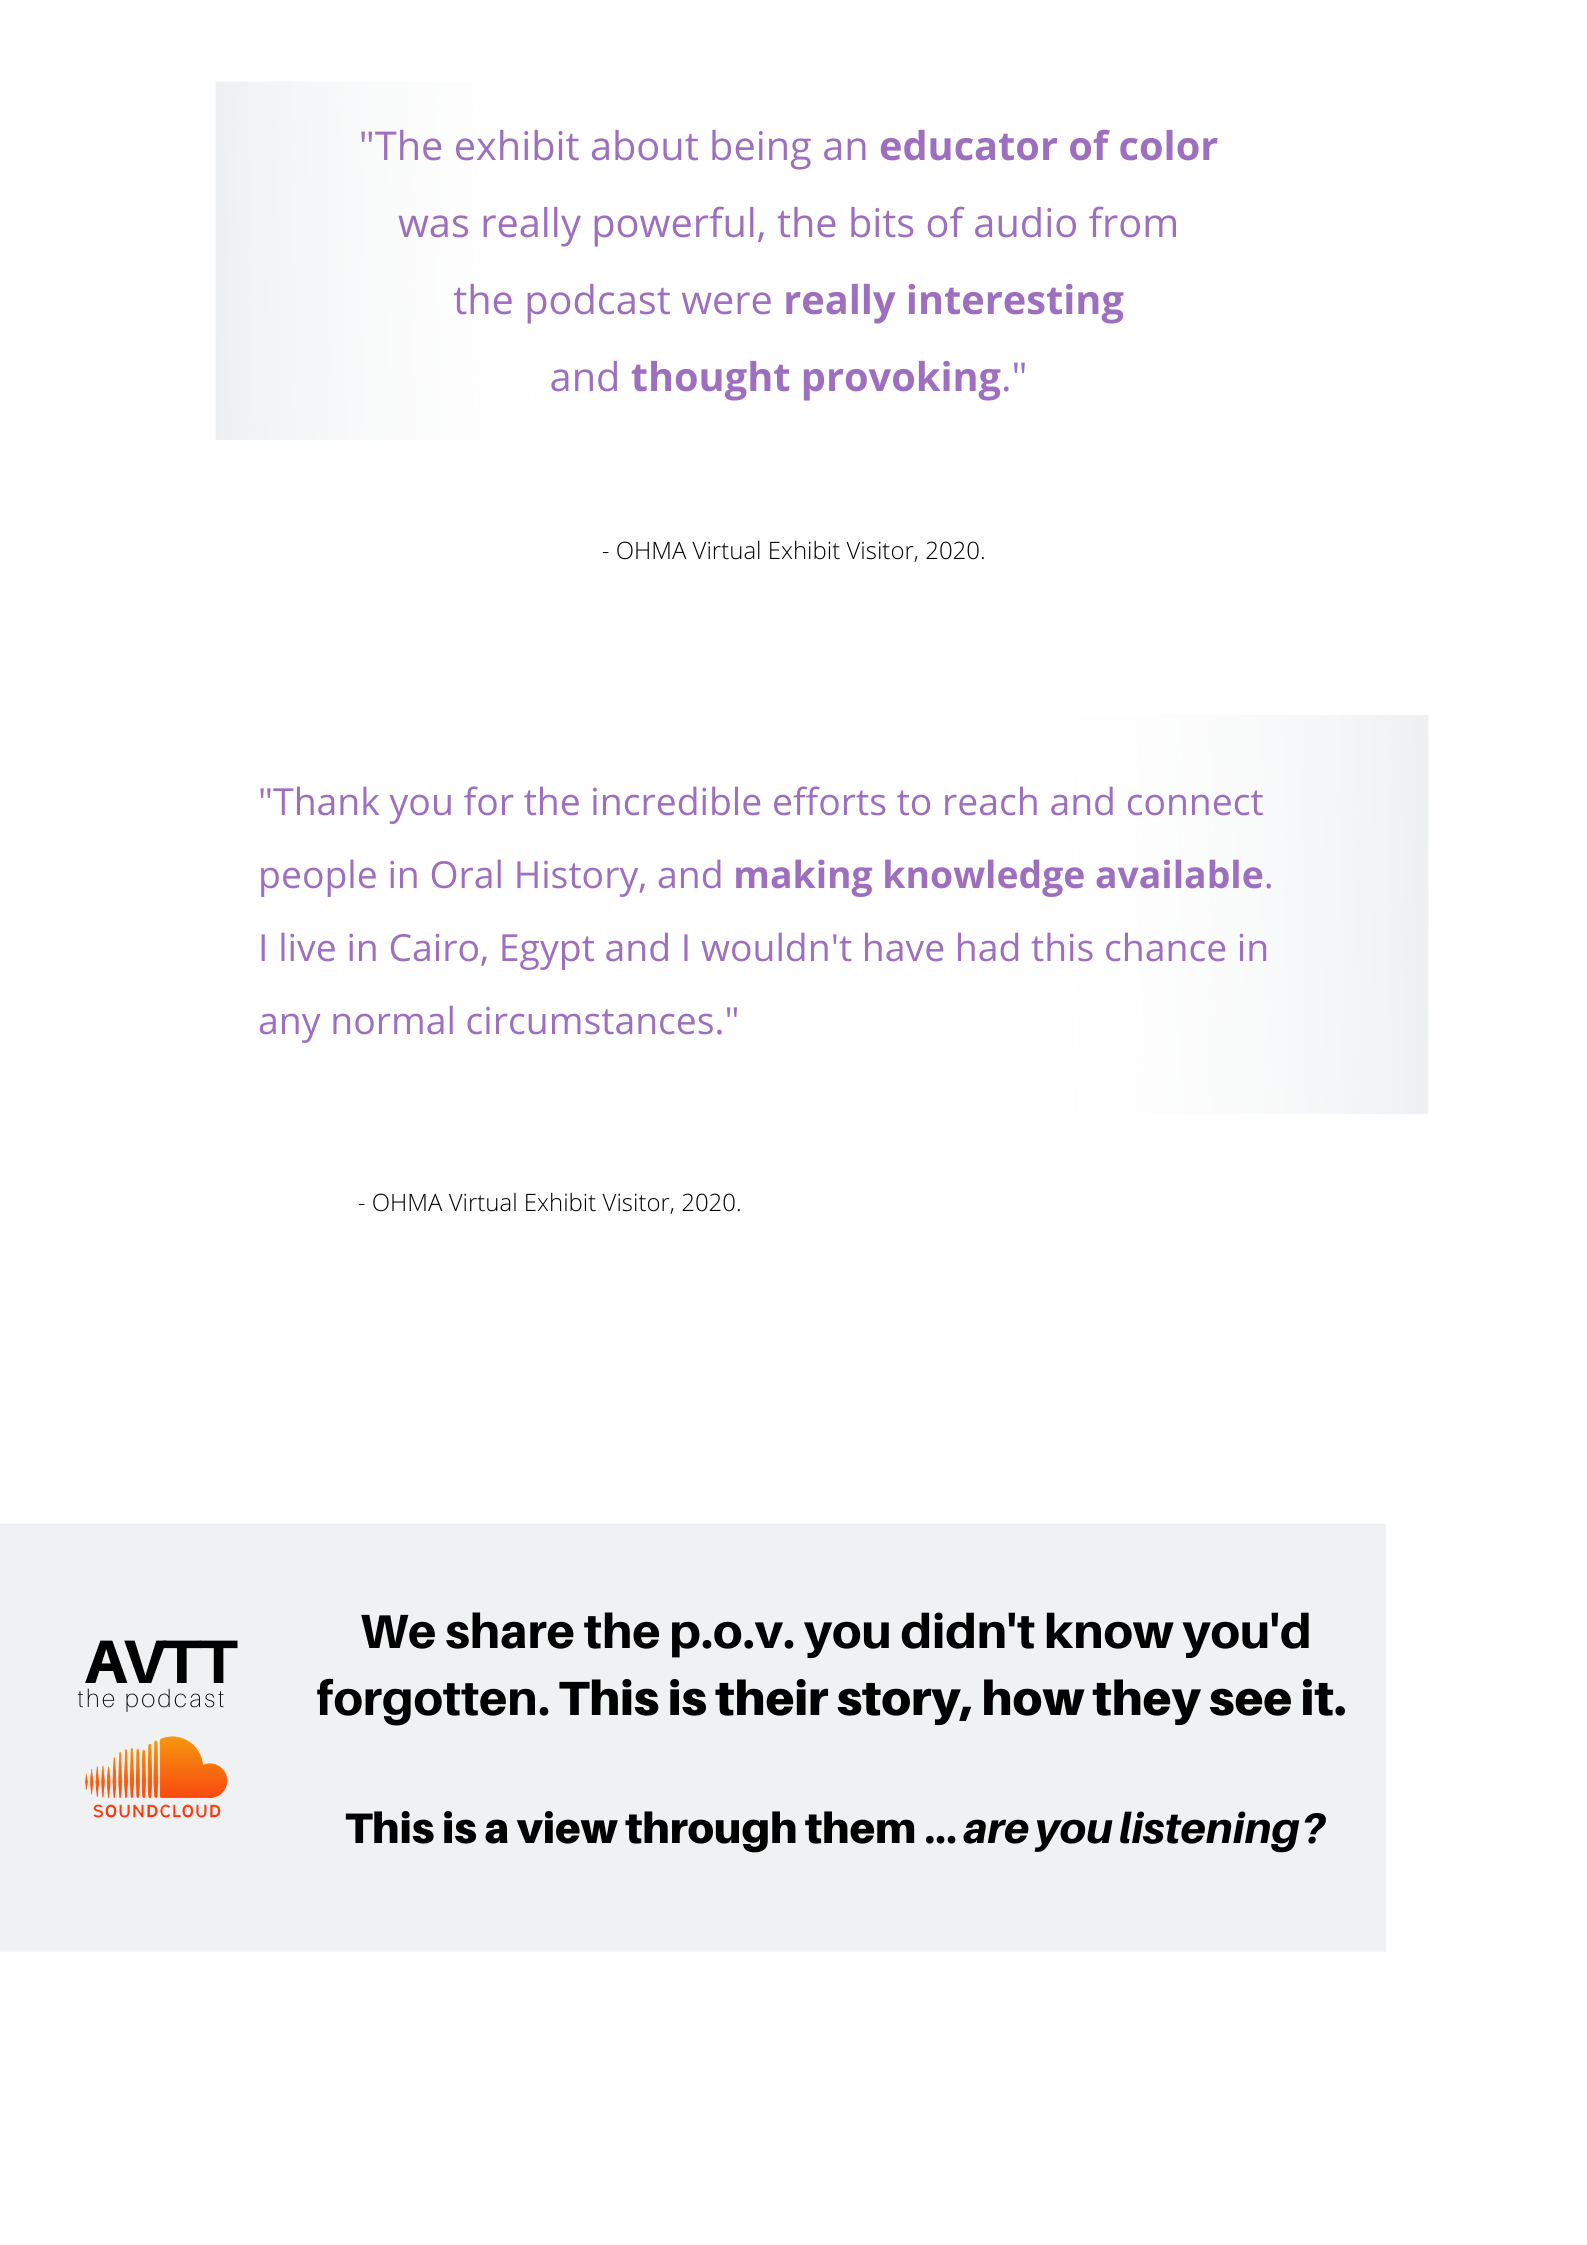 "The exhibit about being an educator of color
was really powerful, the bits of audio from
the podcast were really interesting
and thought provoking."
- OHMA Virtual Exhibit Visitor, 2020.
"Thank you for the incredible efforts to reach and connect
people in Oral History, and making knowledge available.
I live in Cairo, Egypt and I wouldn't have had this chance in
any normal circumstances."
- OHMA Virtual Exhibit Visitor, 2020.
AVTT
the podcast
SOUNDCLOUD
We share the p.o.v. you didn't know you'd
forgotten. This is their story, how they see it.
This is a view through them ... are you listening?